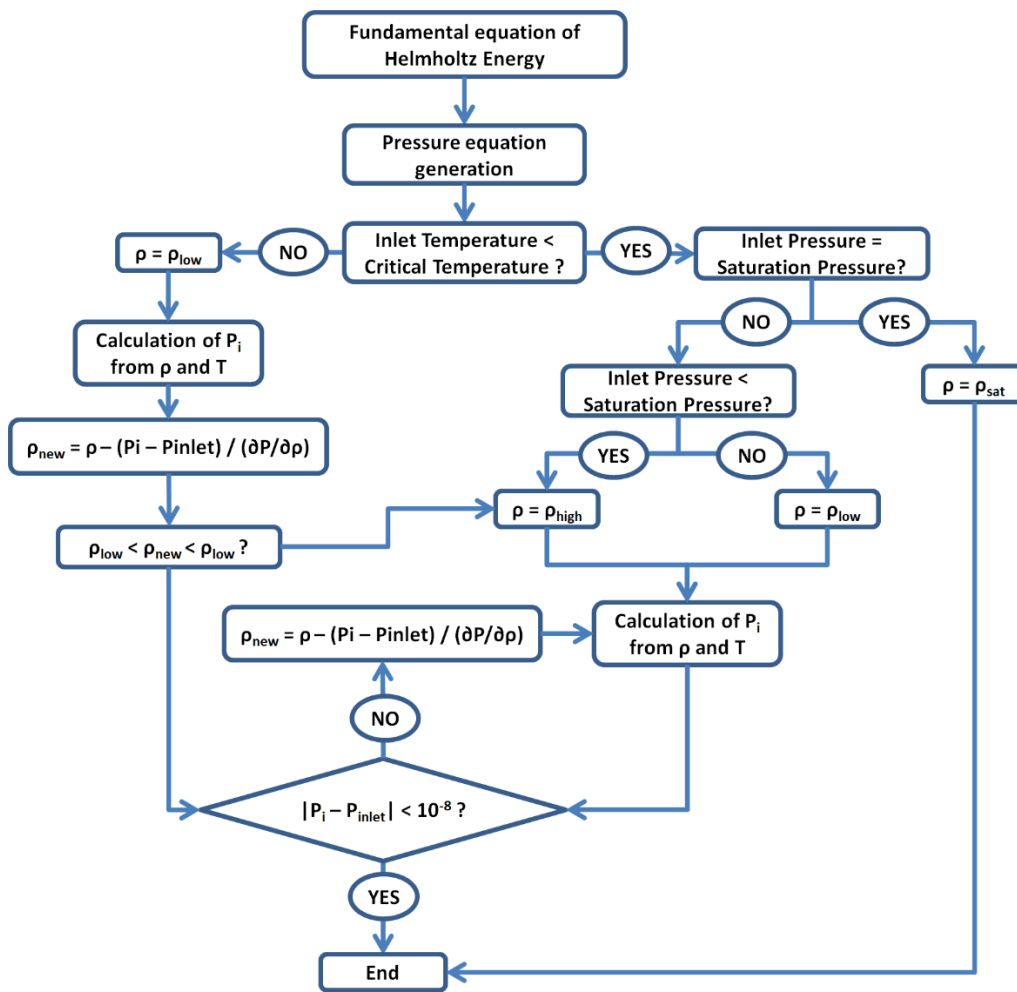 Fundamental equation of
Helmholtz Energy
Pressure equation
generation
ρ = ρlow
NO
Inlet Temperature <
Critical Temperature ?
YES
Inlet Pressure =
Saturation Pressure?
NO
YES
Calculation of Pi
from ρ and T
Inlet Pressure <
Saturation Pressure?
ρ = ρsat
ρnew = ρ – (Pi – Pinlet) / (∂P/∂ρ)
YES
NO
ρ = ρhigh
ρ = ρlow
ρlow < ρnew < ρlow ?
ρnew = ρ – (Pi – Pinlet) / (∂P/∂ρ)
Calculation of Pi
from ρ and T
NO
|Pi – Pinlet| < 10-8 ?
YES
End